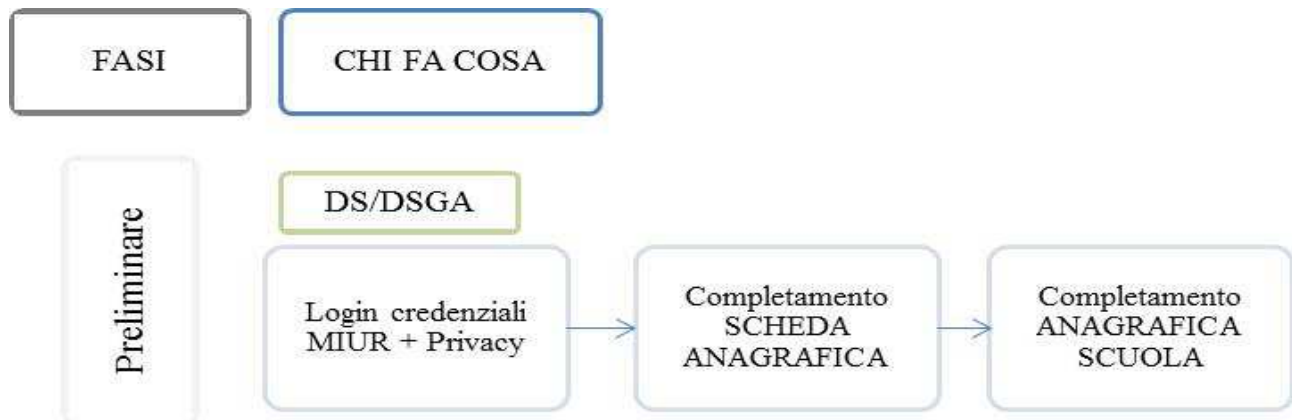 FASI
CHI FA COSA
Preliminare
DS/DSGA
Login credenziali
MIUR + Privacy
Completamento
SCHEDA
ANAGRAFICA
Completamento
ANAGRAFICA
SCUOLA